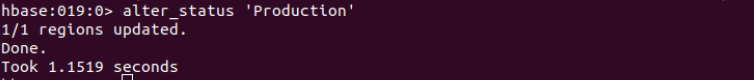 hbase:019:0> alter_status 'Production'
1/1 regions updated.
Done.
Took 1.1519 seconds